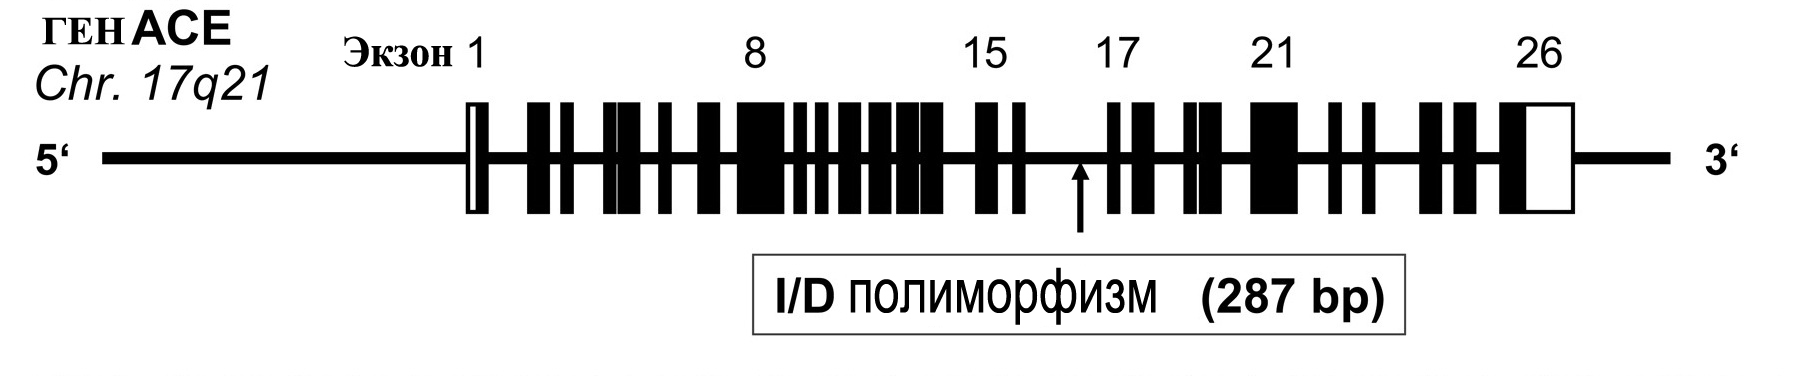 ГЕН ACE
Chr. 17q21
Экзон 1 8 15 17 21 26
5‘ 3‘
I/D полиморфизм (287 bp)